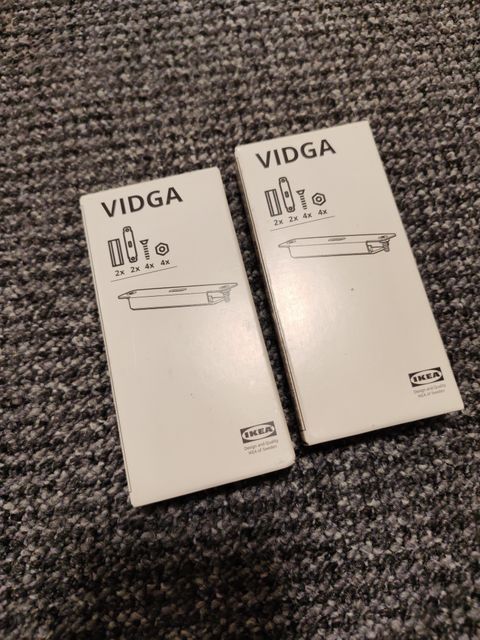 VIDGA
2x 2x 4x 4x
IKEA
Design and Quality
IKEA of Sweden
VIDGA
2x 2x 4x 4x
IKEA
Design and Quality
IKEA of Sweden